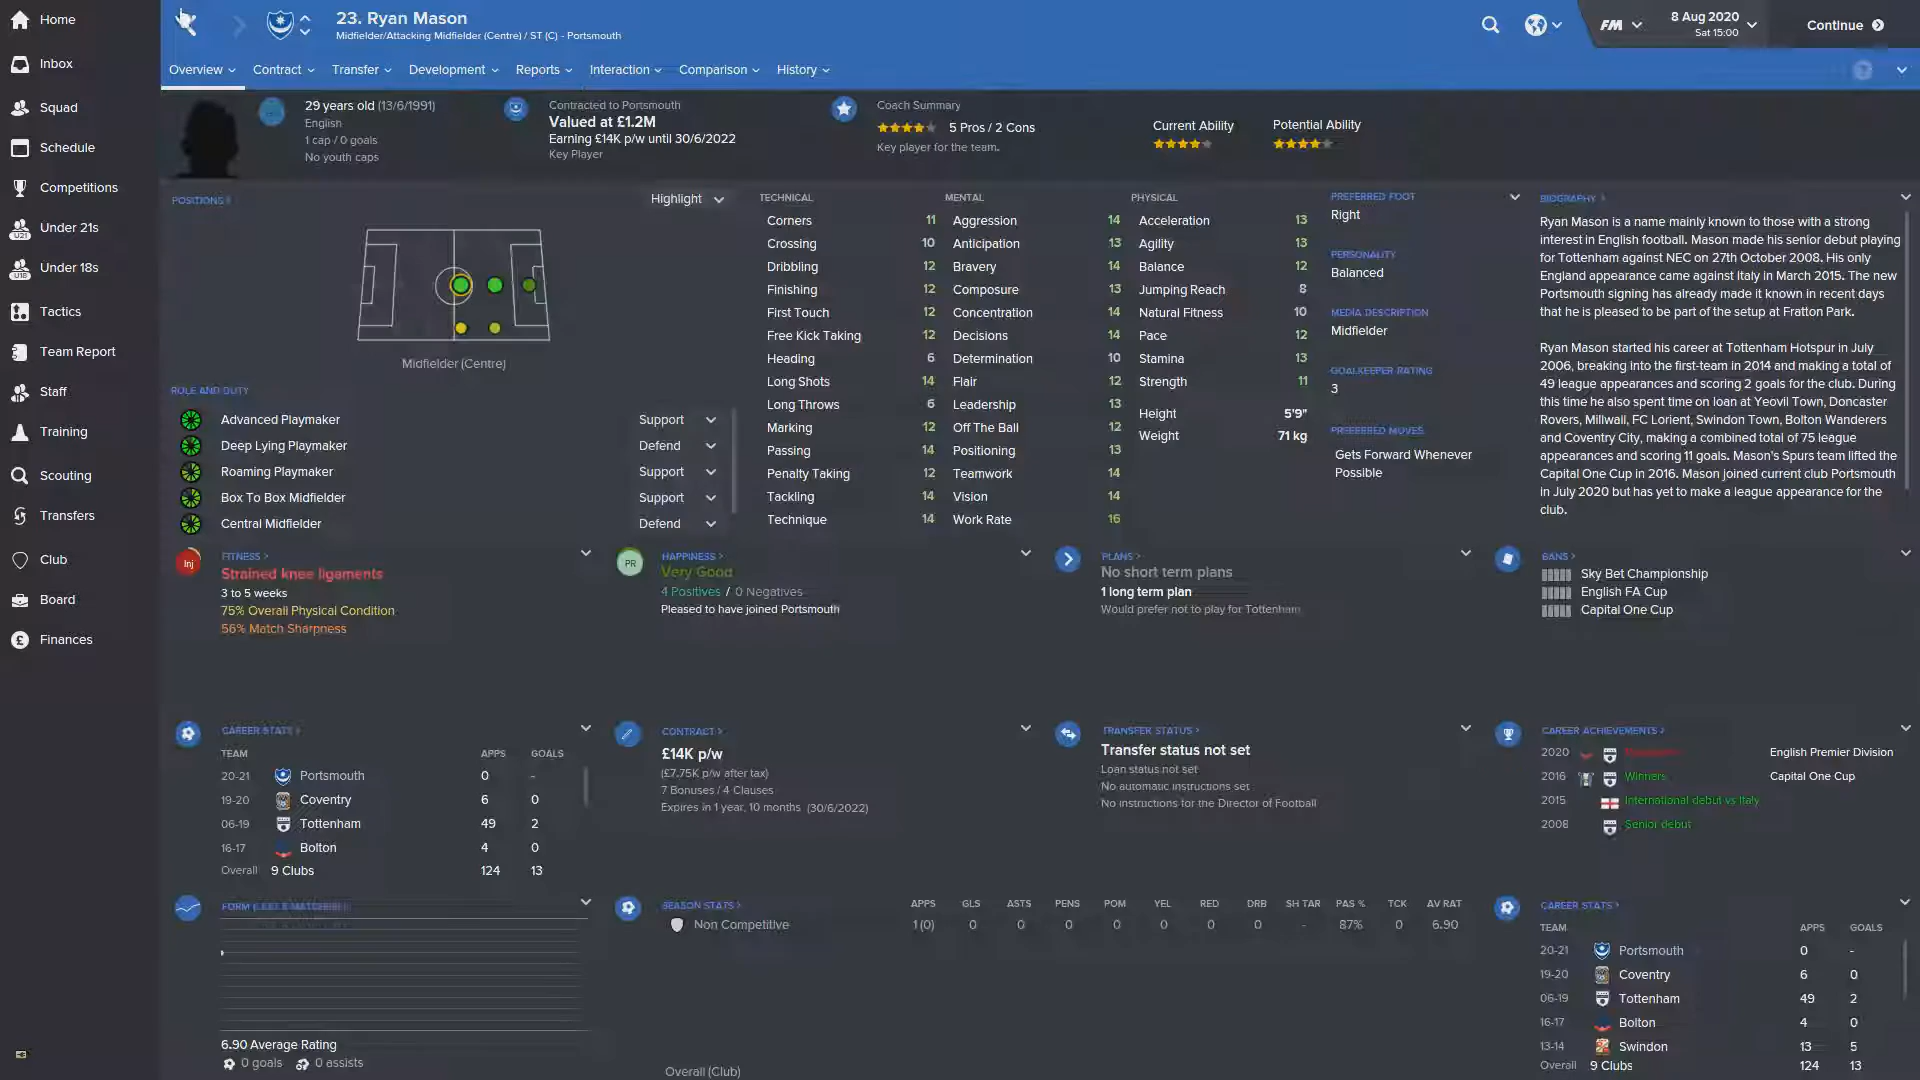 Home
Inbox
Squad
Schedule
Competitions
Under 21s
Under 18s
Tactics
Team Report
Staff
Training
Scouting
Transfers
Club
Board
Finances
23. Ryan Mason
Midfielder/Attacking Midfielder (Centre) / ST (C) - Portsmouth
FM
8 Aug 2020
Sat 15:00
Continue
Overview Contract Transfer Development Reports Interaction Comparison History
29 years old (13/6/1991)
English
1 cap / 0 goals
No youth caps
Contracted to Portsmouth
Valued at £1.2M
Earning £14K p/w until 30/6/2022
Key Player
Coach Summary
5 Pros / 2 Cons
Key player for the team.
Current Ability
Potential Ability
POSITIONS >
Highlight
Midfielder (Centre)
ROLE AND DUTY
Advanced Playmaker Support
Deep Lying Playmaker Defend
Roaming Playmaker Support
Box To Box Midfielder Support
Central Midfielder Defend
TECHNICAL
Corners 11
Crossing 10
Dribbling 12
Finishing 12
First Touch 12
Free Kick Taking 12
Heading 6
Long Shots 14
Long Throws 6
Marking 12
Passing 14
Penalty Taking 12
Tackling 14
Technique 14
MENTAL
Aggression 14
Anticipation 13
Bravery 14
Composure 13
Concentration 14
Decisions 14
Determination 10
Flair 12
Leadership 13
Off The Ball 12
Positioning 13
Teamwork 14
Vision 14
Work Rate 16
PHYSICAL
Acceleration 13
Agility 13
Balance 12
Jumping Reach 8
Natural Fitness 10
Pace 12
Stamina 13
Strength 11
Height 5'9"
Weight 71 kg
PREFERRED FOOT
Right
PERSONALITY
Balanced
MEDIA DESCRIPTION
Midfielder
GOALKEEPER RATING
3
PREFERRED MOVES
Gets Forward Whenever
Possible
BIOGRAPHY >
Ryan Mason is a name mainly known to those with a strong
interest in English football. Mason made his senior debut playing
for Tottenham against NEC on 27th October 2008. His only
England appearance came against Italy in March 2015. The new
Portsmouth signing has already made it known in recent days
that he is pleased to be part of the setup at Fratton Park.
Ryan Mason started his career at Tottenham Hotspur in July
2006, breaking into the first-team in 2014 and making a total of
49 league appearances and scoring 2 goals for the club. During
this time he also spent time on loan at Yeovil Town, Doncaster
Rovers, Millwall, FC Lorient, Swindon Town, Bolton Wanderers
and Coventry City, making a combined total of 75 league
appearances and scoring 11 goals. Mason's Spurs team lifted the
Capital One Cup in 2016. Mason joined current club Portsmouth
in July 2020 but has yet to make a league appearance for the
club.
Inj
FITNESS >
Strained knee ligaments
3 to 5 weeks
75% Overall Physical Condition
56% Match Sharpness
PR
HAPPINESS >
Very Good
4 Positives / 0 Negatives
Pleased to have joined Portsmouth
PLANS >
No short term plans
1 long term plan
Would prefer not to play for Tottenham
BANS >
Sky Bet Championship
English FA Cup
Capital One Cup
CAREER STATS >
TEAM APPS GOALS
20-21 Portsmouth 0 -
19-20 Coventry 6 0
06-19 Tottenham 49 2
16-17 Bolton 4 0
Overall 9 Clubs 124 13
CONTRACT >
£14K p/w
(£7.75K p/w after tax)
7 Bonuses / 4 Clauses
Expires in 1 year, 10 months (30/6/2022)
TRANSFER STATUS >
Transfer status not set
Loan status not set
No automatic instructions set
No instructions for the Director of Football
CAREER ACHIEVEMENTS >
2020 English Premier Division
2016 Winners Capital One Cup
2015 International debut vs Italy
2008 Senior debut
FORM
6.90 Average Rating
0 goals 0 assists
SEASON STATS >
APPS GLS ASTS PENS POM YEL RED DRB SH TAR PAS % TCK AV RAT
Non Competitive 1 (0) 0 0 0 0 0 0 0 - 87% 0 6.90
Overall (Club)
CAREER STATS >
TEAM APPS GOALS
20-21 Portsmouth 0 -
19-20 Coventry 6 0
06-19 Tottenham 49 2
16-17 Bolton 4 0
13-14 Swindon 13 5
Overall 9 Clubs 124 13